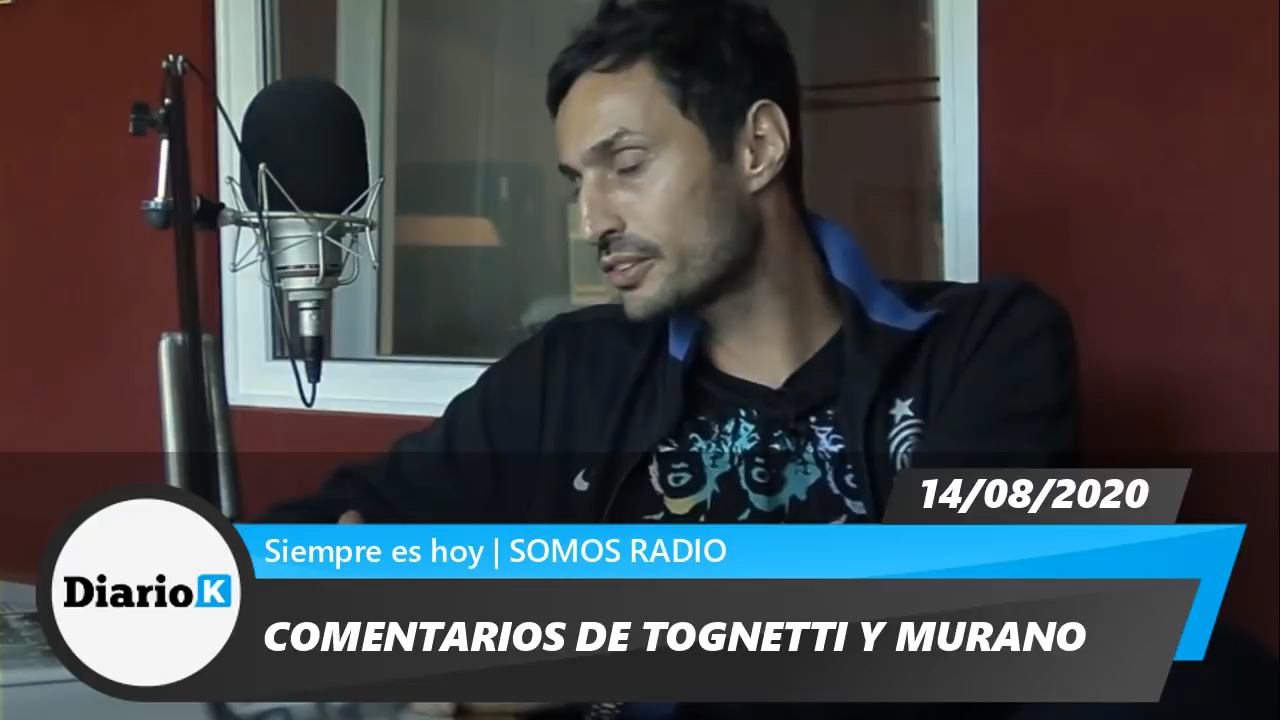 14/08/2020
Siempre es hoy | SOMOS RADIO
DiarioK
COMENTARIOS DE TOGNETTI Y MURANO